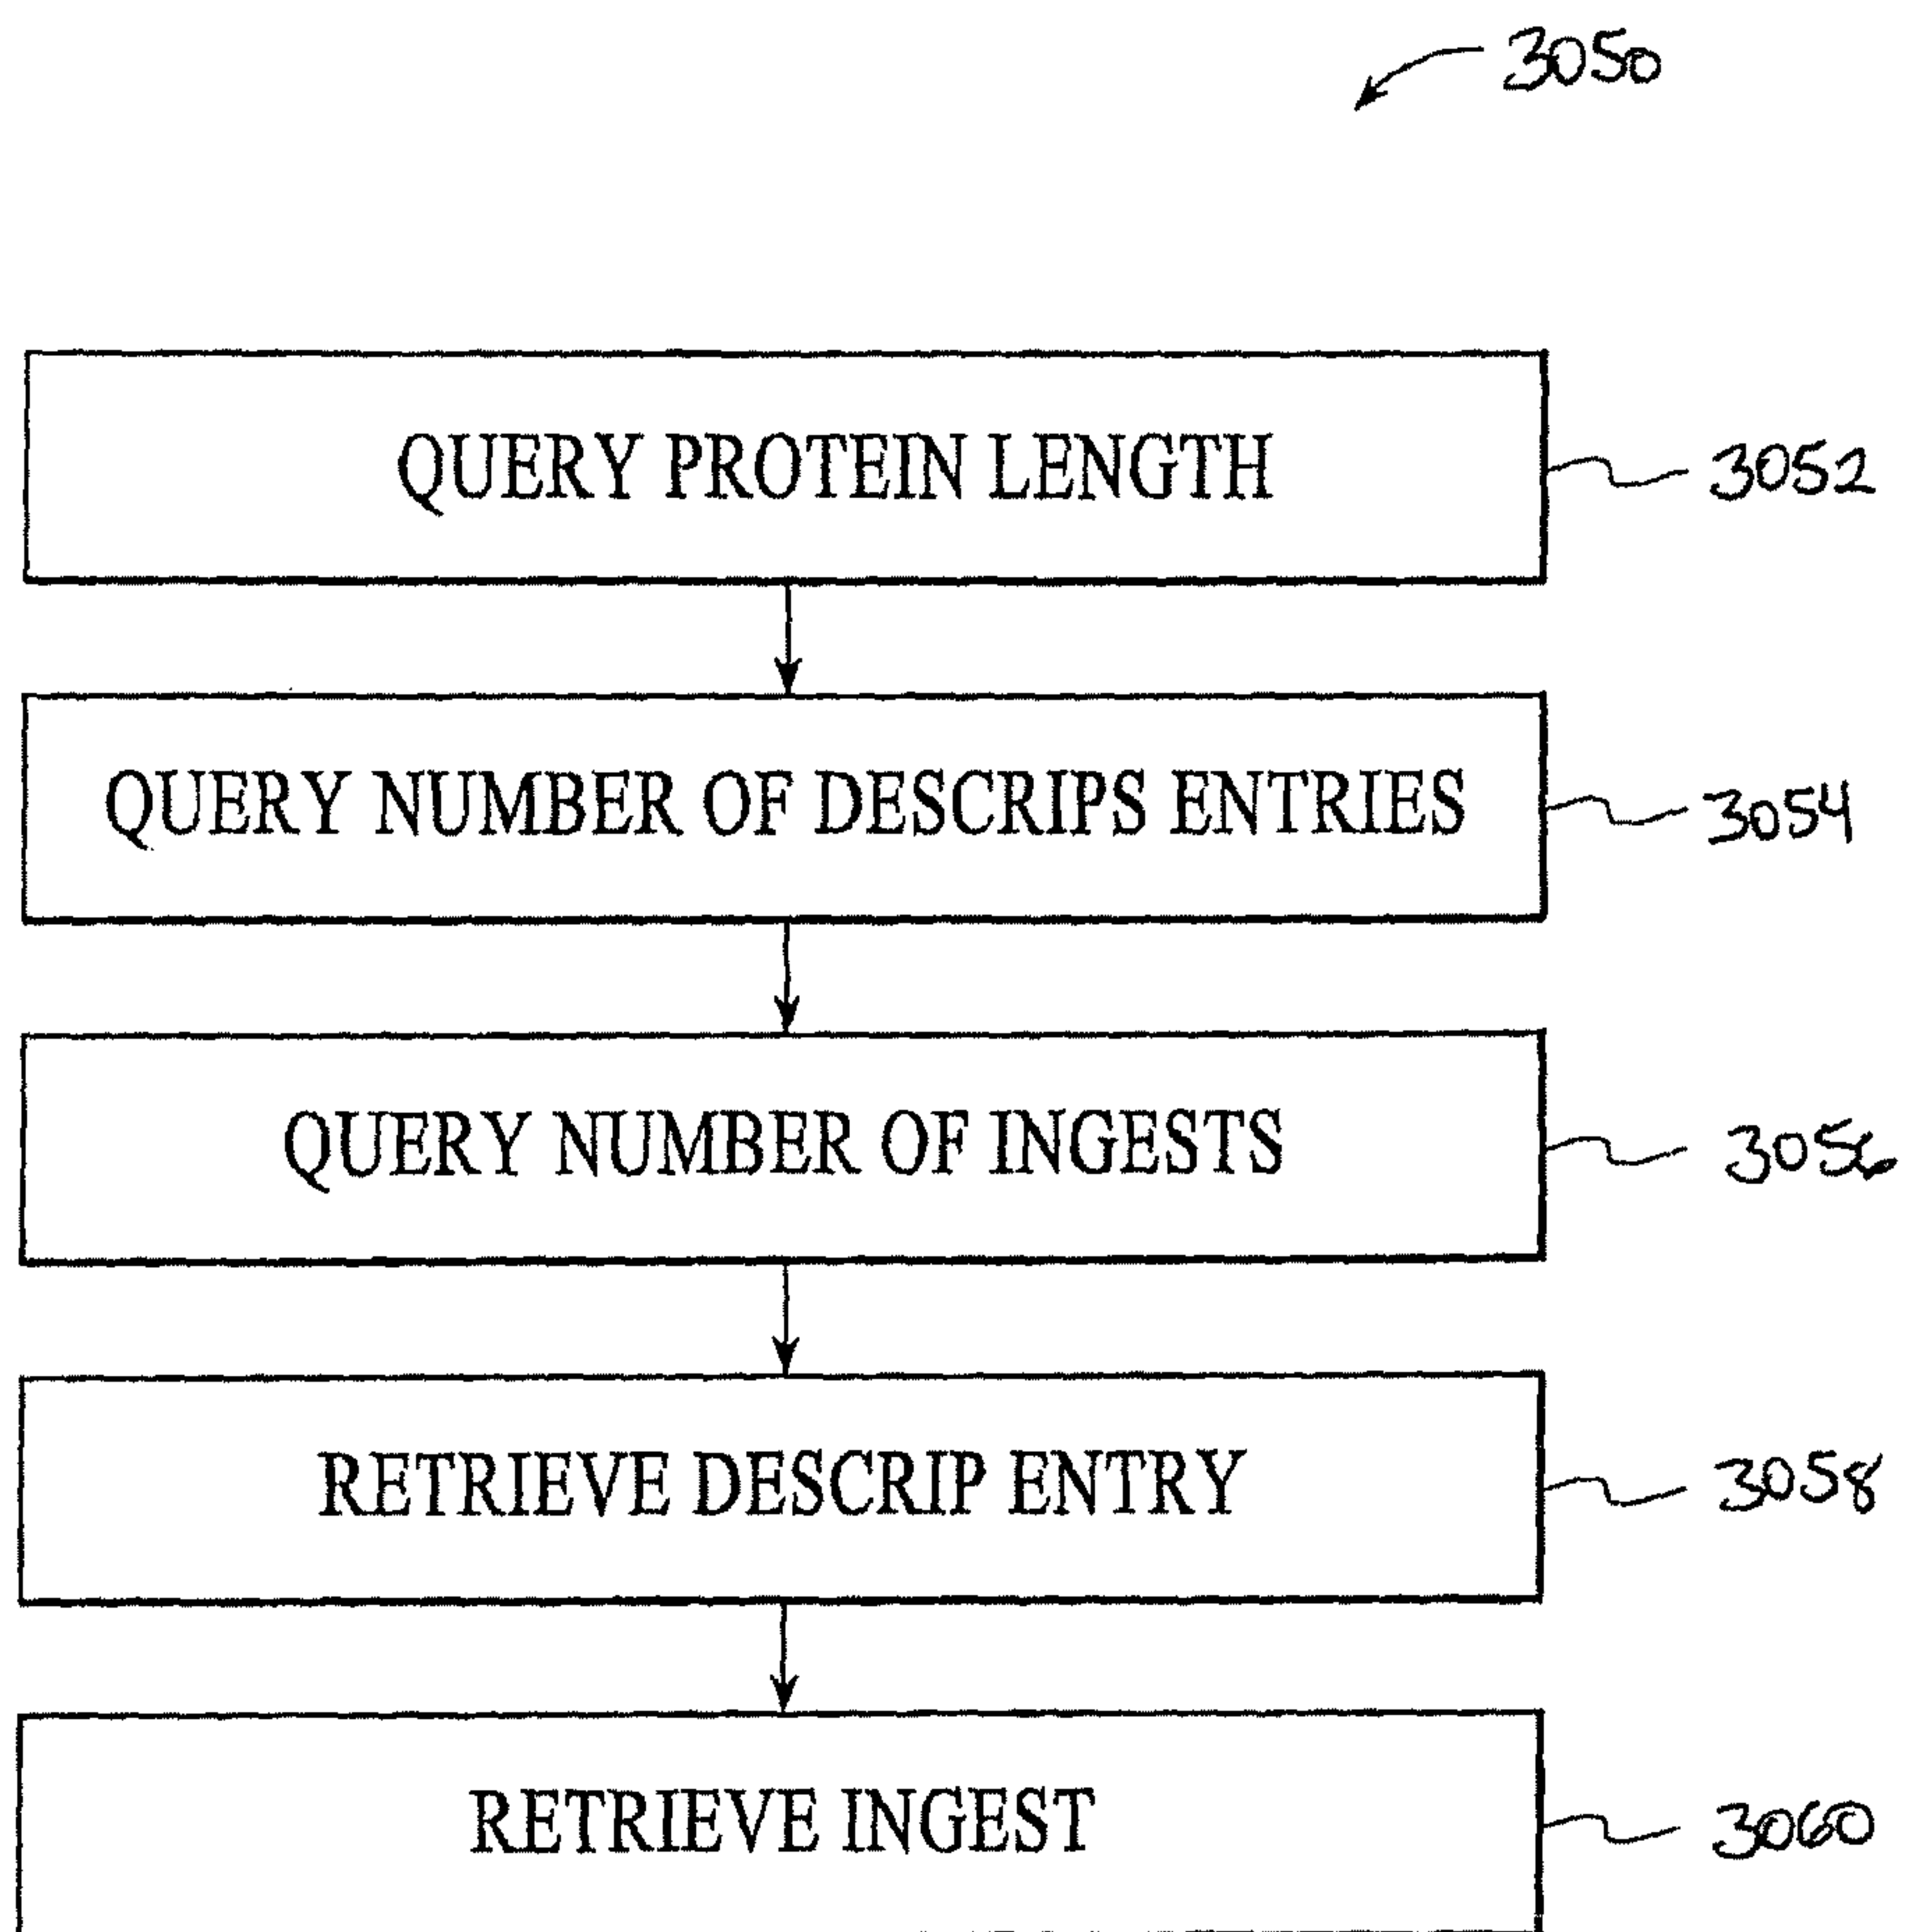 3050
QUERY PROTEIN LENGTH
3052
QUERY NUMBER OF DESCRIPS ENTRIES
3054
QUERY NUMBER OF INGESTS
3056
RETRIEVE DESCRIP ENTRY
3058
RETRIEVE INGEST
3060